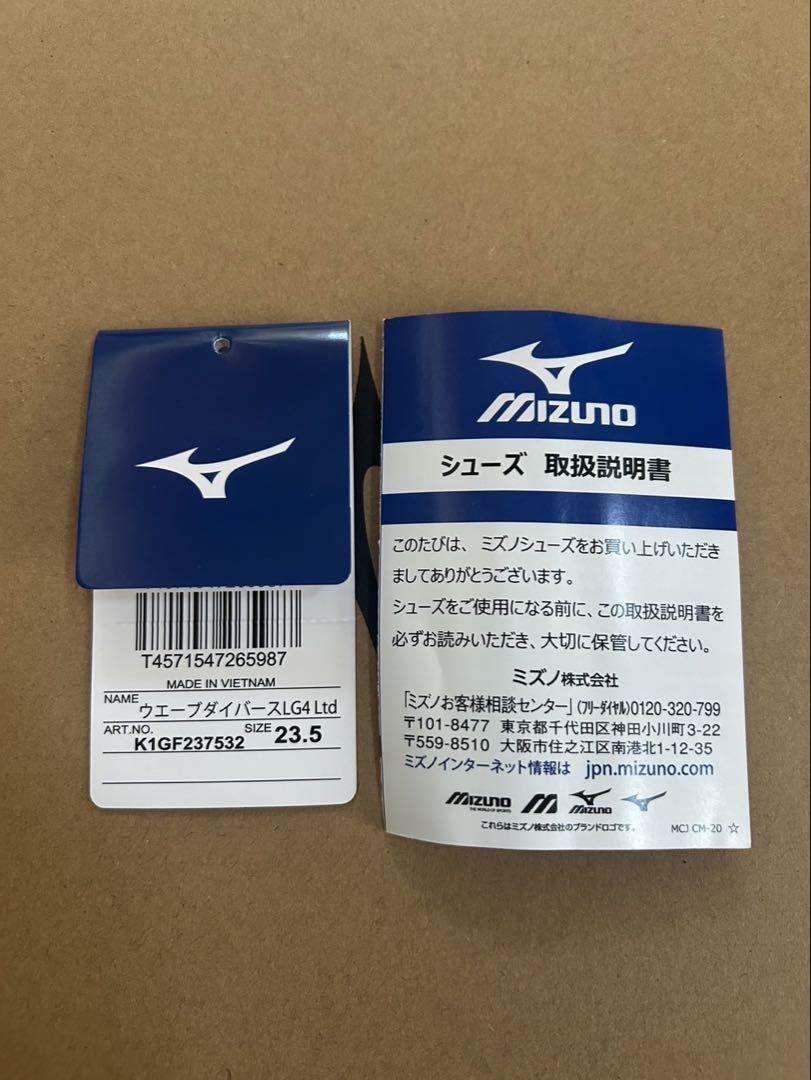 T4571547265987
MADE IN VIETNAM
NAME ウエーブダイバースLG4 Ltd
ART.NO. K1GF237532 SIZE 23.5
MIZUNO
シューズ 取扱説明書
このたびは、ミズノシューズをお買い上げいただき
ましてありがとうございます。
シューズをご使用になる前に、この取扱説明書を
必ずお読みいただき、大切に保管してください。
ミズノ株式会社
「ミズノお客様相談センター」(フリーダイヤル)0120-320-799
〒101-8477 東京都千代田区神田小川町3-22
〒559-8510 大阪市住之江区南港北1-12-35
ミズノインターネット情報は jpn.mizuno.com
MIZUNO MIZUNO
THE WORLD OF SPORTS
これらはミズノ株式会社のブランドロゴです。 MCJ CM-20 ☆